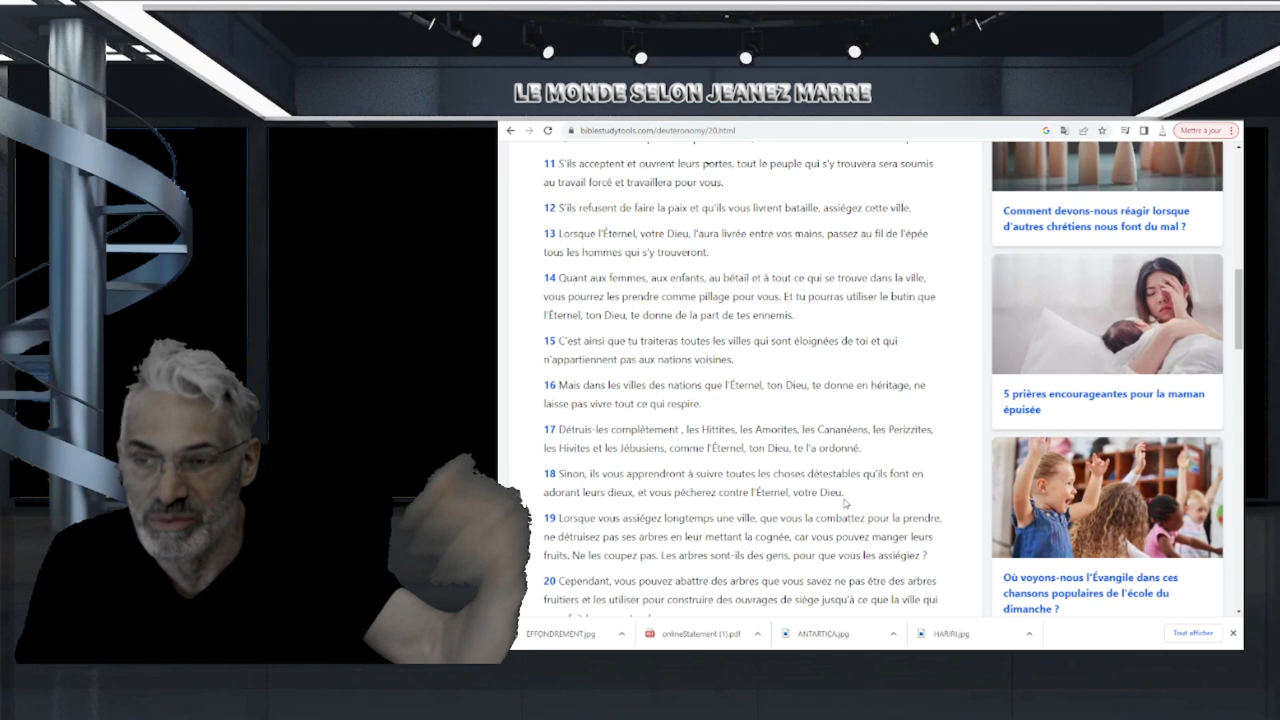 LE MONDE SELON JEANEZ MARRE
biblestudytools.com/deuteronomy/20.html
Mettre à jour
11 S'ils acceptent et ouvrent leurs portes, tout le peuple qui s'y trouvera sera soumis
au travail forcé et travaillera pour vous.
12 S'ils refusent de faire la paix et qu'ils vous livrent bataille, assiégez cette ville.
13 Lorsque l'Éternel, votre Dieu, l'aura livrée entre vos mains, passez au fil de l'épée
tous les hommes qui s'y trouveront.
14 Quant aux femmes, aux enfants, au bétail et à tout ce qui se trouve dans la ville,
vous pourrez les prendre comme pillage pour vous. Et tu pourras utiliser le butin que
l'Éternel, ton Dieu, te donne de la part de tes ennemis.
15 C'est ainsi que tu traiteras toutes les villes qui sont éloignées de toi et qui
n'appartiennent pas aux nations voisines.
16 Mais dans les villes des nations que l'Éternel, ton Dieu, te donne en héritage, ne
laisse pas vivre tout ce qui respire.
17 Détruis-les complètement , les Hittites, les Amorites, les Cananéens, les Perizzites,
les Hivites et les Jébusiens, comme l'Éternel, ton Dieu, te l'a ordonné.
18 Sinon, ils vous apprendront à suivre toutes les choses détestables qu'ils font en
adorant leurs dieux, et vous pécherez contre l'Éternel, votre Dieu.
19 Lorsque vous assiégez longtemps une ville, que vous la combattez pour la prendre,
ne détruisez pas ses arbres en leur mettant la cognée, car vous pouvez manger leurs
fruits. Ne les coupez pas. Les arbres sont-ils des gens, pour que vous les assiégiez ?
20 Cependant, vous pouvez abattre des arbres que vous savez ne pas être des arbres
fruitiers et les utiliser pour construire des ouvrages de siège jusqu'à ce que la ville qui
Comment devons-nous réagir lorsque
d'autres chrétiens nous font du mal ?
5 prières encourageantes pour la maman
épuisée
Où voyons-nous l'Évangile dans ces
chansons populaires de l'école du
dimanche ?
EFFONDREMENT.jpg
onlineStatement (1).pdf
ANTARTICA.jpg
HARIRI.jpg
Tout afficher